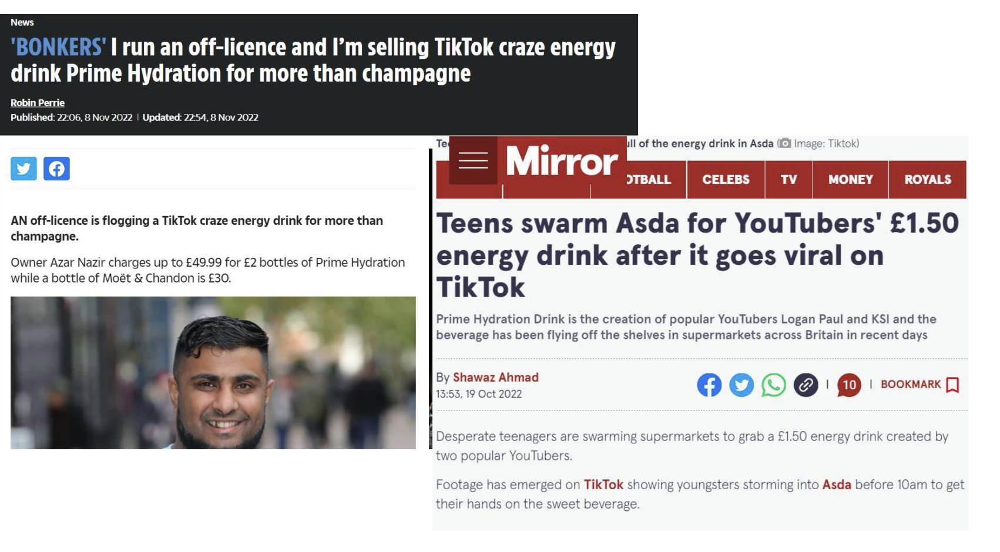 News
'BONKERS' I run an off-licence and I’m selling TikTok craze energy
drink Prime Hydration for more than champagne
Robin Perrie
Published: 22:06, 8 Nov 2022 | Updated: 22:54, 8 Nov 2022
AN off-licence is flogging a TikTok craze energy drink for more than
champagne.
Owner Azar Nazir charges up to £49.99 for £2 bottles of Prime Hydration
while a bottle of Moët & Chandon is £30.
of the energy drink in Asda (Image: Tiktok)
Mirror
CELEBS TV MONEY ROYALS
Teens swarm Asda for YouTubers' £1.50
energy drink after it goes viral on
TikTok
Prime Hydration Drink is the creation of popular YouTubers Logan Paul and KSI and the
beverage has been flying off the shelves in supermarkets across Britain in recent days
By Shawaz Ahmad
13:53, 19 Oct 2022
10 | BOOKMARK
Desperate teenagers are swarming supermarkets to grab a £1.50 energy drink created by
two popular YouTubers.
Footage has emerged on TikTok showing youngsters storming into Asda before 10am to get
their hands on the sweet beverage.